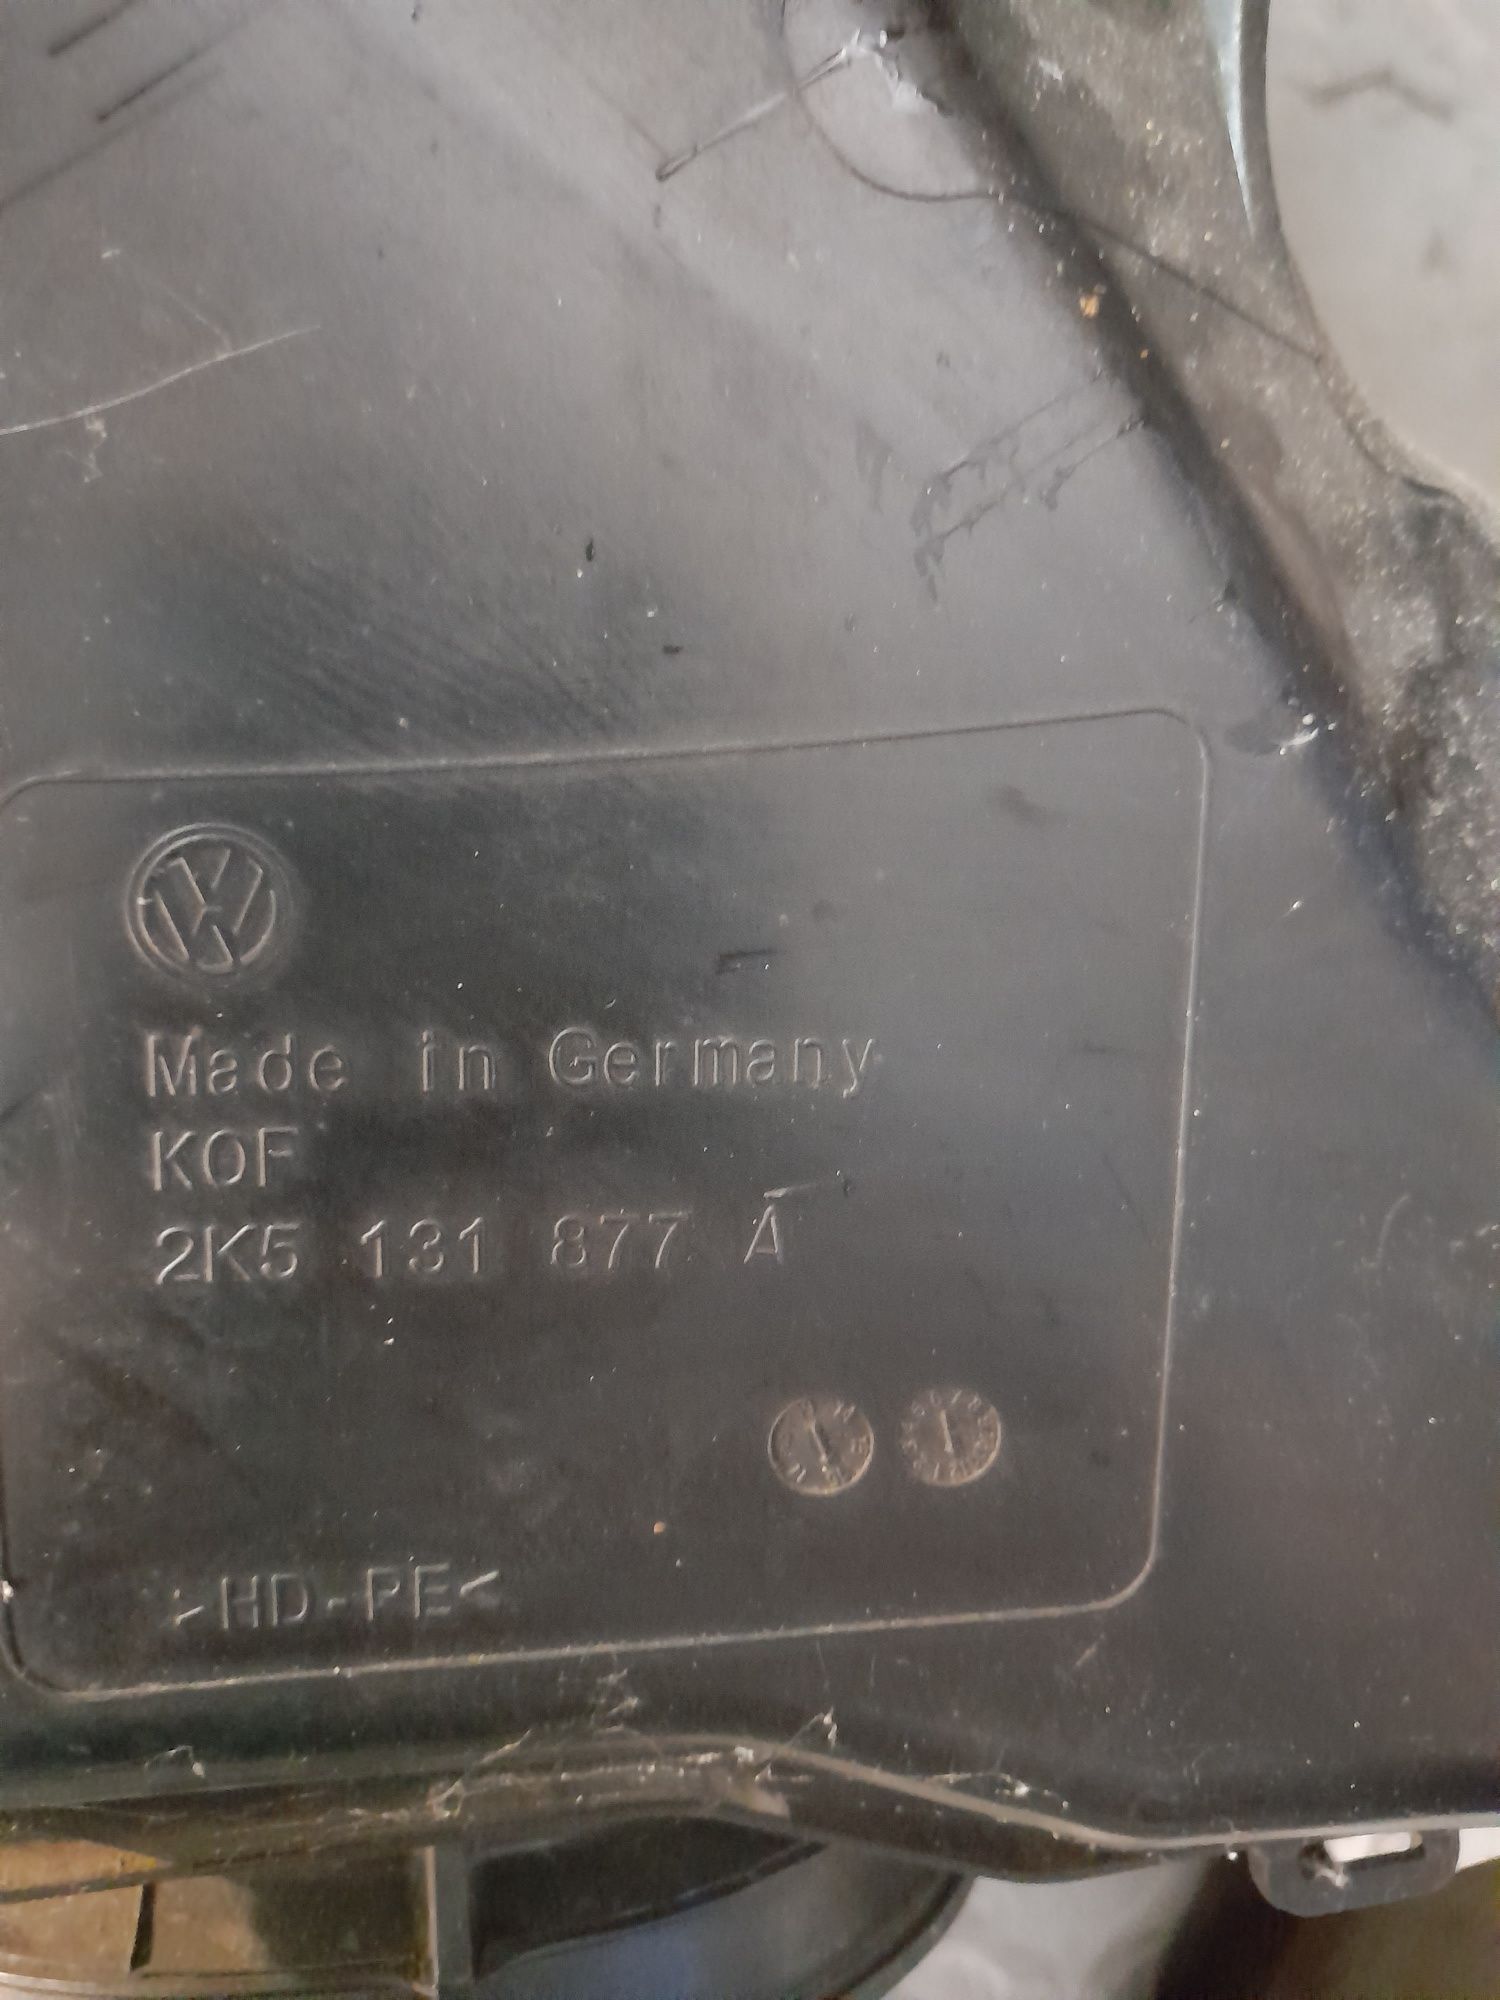 Made in Germany
KOF
2K5 131 877 A
>HD-PE<